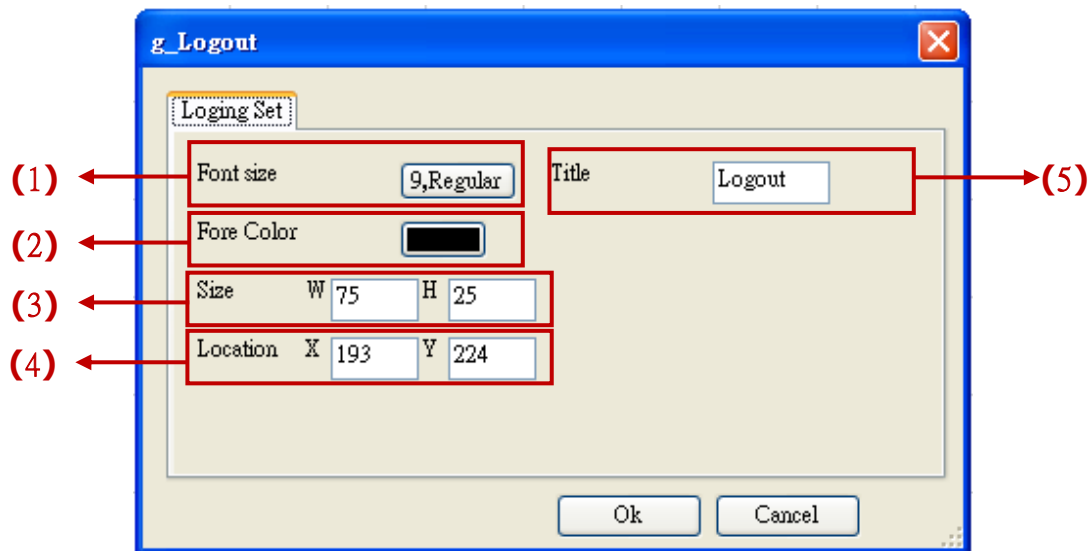 g_Logout
Loging Set
(1) Font size 9,Regular Title Logout (5)
(2) Fore Color
(3) Size W 75 H 25
(4) Location X 193 Y 224
Ok Cancel